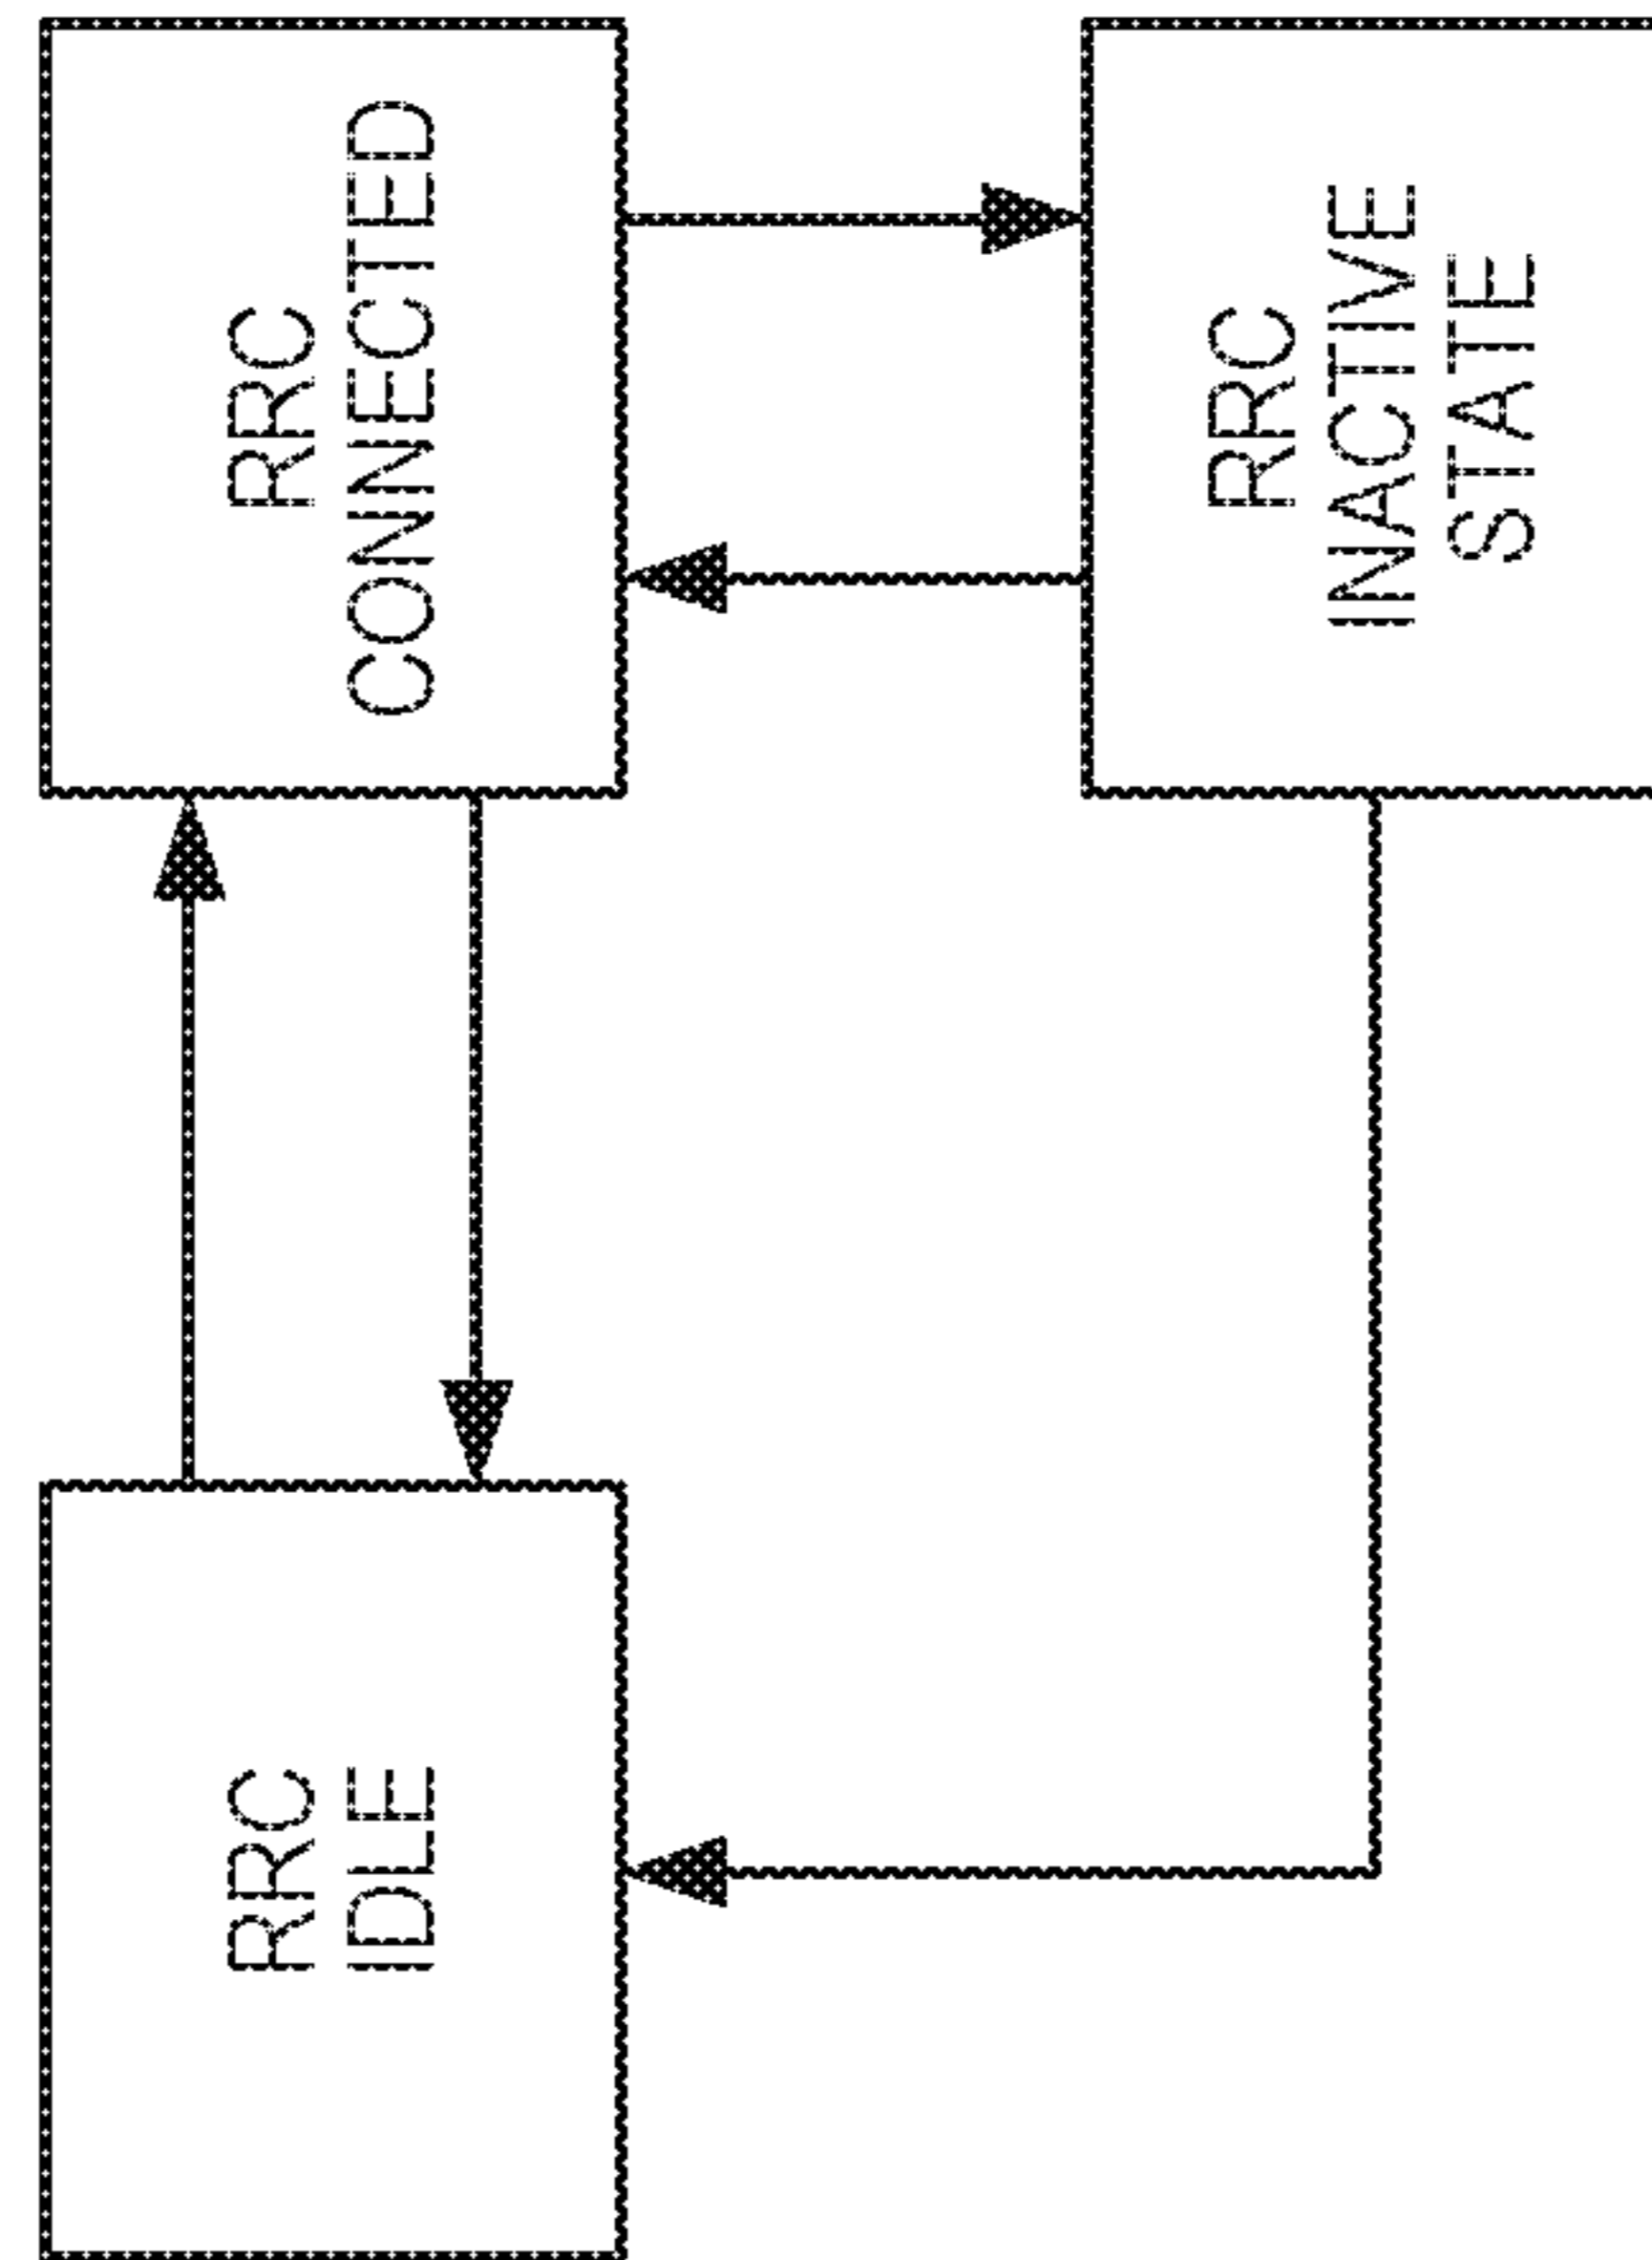 RRC
IDLE
RRC
CONNECTED
RRC
INACTIVE
STATE